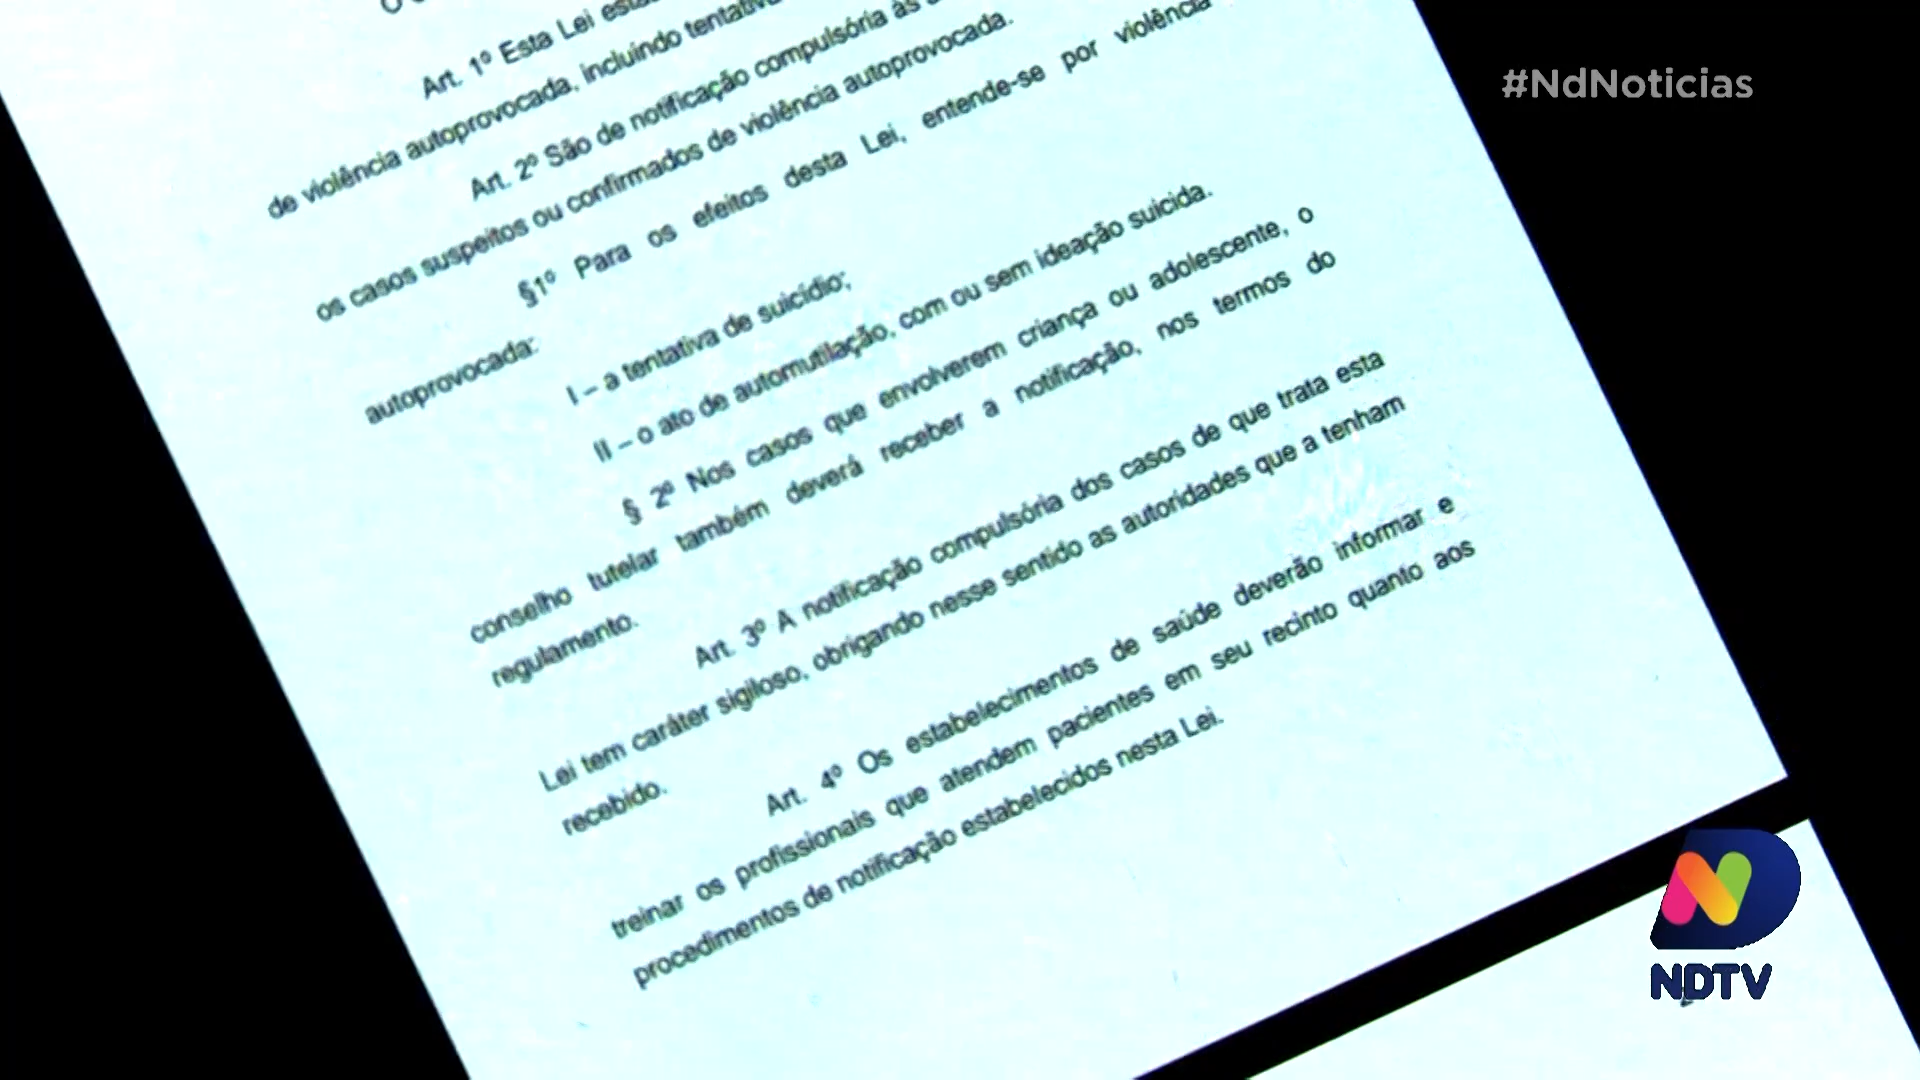 Art. 1º Esta Lei
de violência autoprovocada, incluindo
Art. 2º São de notificação compulsória às
os casos suspeitos ou confirmados de violência autoprovocada.
§1º Para os efeitos desta Lei, entende-se por violência
autoprovocada:
I – a tentativa de suicídio;
II – o ato de automutilação, com ou sem ideação suicida.
§ 2º Nos casos que envolverem criança ou adolescente, o
conselho tutelar também deverá receber a notificação, nos termos do
regulamento.
Art. 3º A notificação compulsória dos casos de que trata esta
Lei tem caráter sigiloso, obrigando nesse sentido as autoridades que a tenham
recebido.
Art. 4º Os estabelecimentos de saúde deverão informar e
treinar os profissionais que atendem pacientes em seu recinto quanto aos
procedimentos de notificação estabelecidos nesta Lei.
#NdNoticias
NDTV